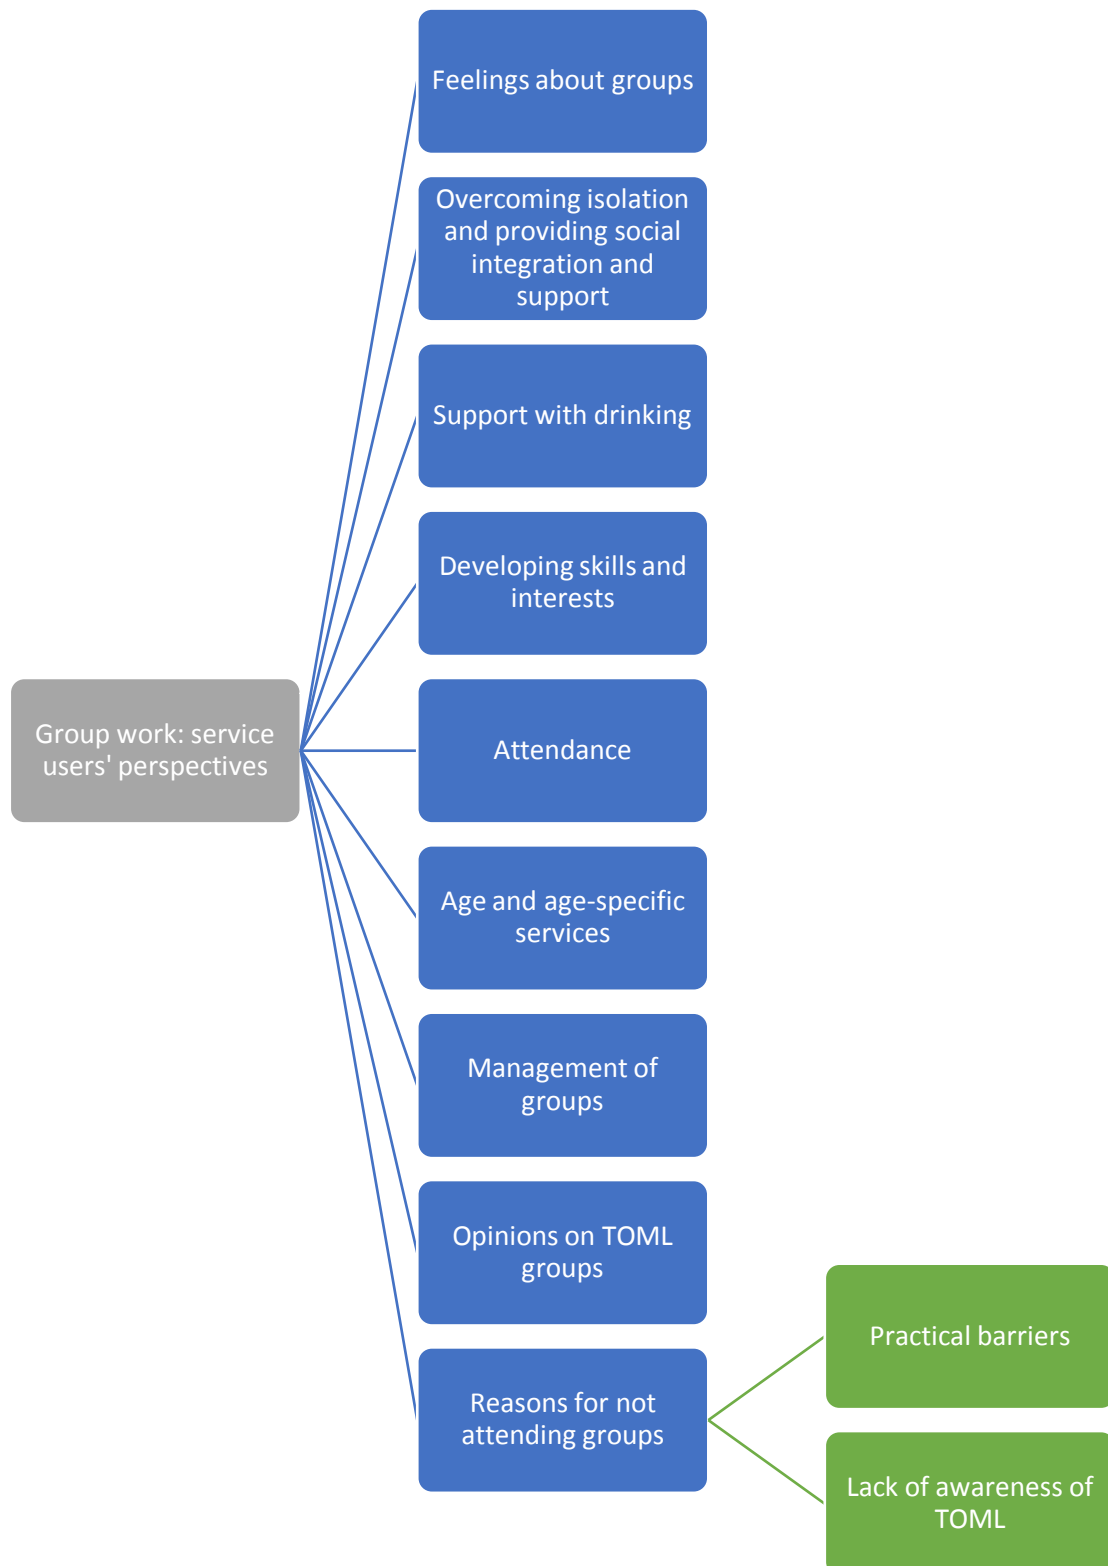 Feelings about groups
Overcoming isolation
and providing social
integration and
support
Support with drinking
Developing skills and
interests
Group work: service
users' perspectives
Attendance
Age and age-specific
services
Management of
groups
Opinions on TOML
groups
Reasons for not
attending groups
Practical barriers
Lack of awareness of
TOML